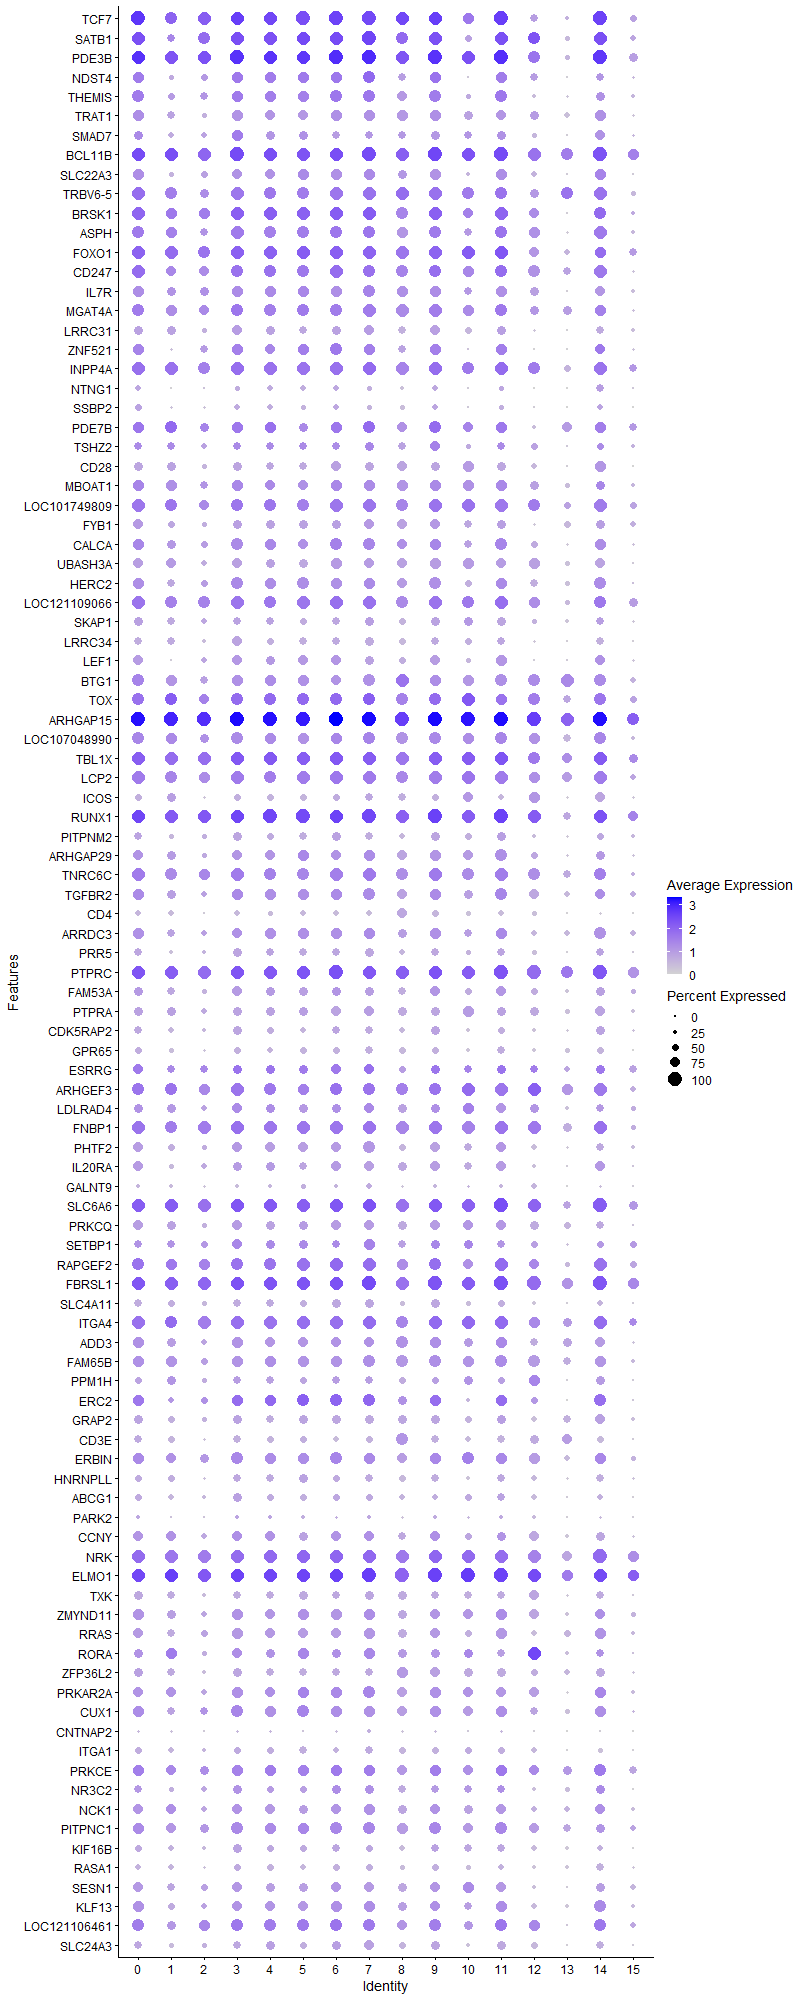 TCF7
SATB1
PDE3B
NDST4
THEMIS
TRAT1
SMAD7
BCL11B
SLC22A3
TRBV6-5
BRSK1
ASPH
FOXO1
CD247
IL7R
MGAT4A
LRRC31
ZNF521
INPP4A
NTNG1
SSBP2
PDE7B
TSHZ2
CD28
MBOAT1
LOC101749809
FYB1
CALCA
UBASH3A
HERC2
LOC121109066
SKAP1
LRRC34
LEF1
BTG1
TOX
ARHGAP15
LOC107048990
TBL1X
LCP2
ICOS
RUNX1
PITPNM2
ARHGAP29
TNRC6C
TGFBR2
CD4
ARRDC3
PRR5
PTPRC
FAM53A
PTPRA
CDK5RAP2
GPR65
ESRRG
ARHGEF3
LDLRAD4
FNBP1
PHTF2
IL20RA
GALNT9
SLC6A6
PRKCQ
SETBP1
RAPGEF2
FBRSL1
SLC4A11
ITGA4
ADD3
FAM65B
PPM1H
ERC2
GRAP2
CD3E
ERBIN
HNRNPLL
ABCG1
PARK2
CCNY
NRK
ELMO1
TXK
ZMYND11
RRAS
RORA
ZFP36L2
PRKAR2A
CUX1
CNTNAP2
ITGA1
PRKCE
NR3C2
NCK1
PITPNC1
KIF16B
RASA1
SESN1
KLF13
LOC121106461
SLC24A3
Features
0 1 2 3 4 5 6 7 8 9 10 11 12 13 14 15
Identity
Average Expression
3
2
1
0
Percent Expressed
0
25
50
75
100